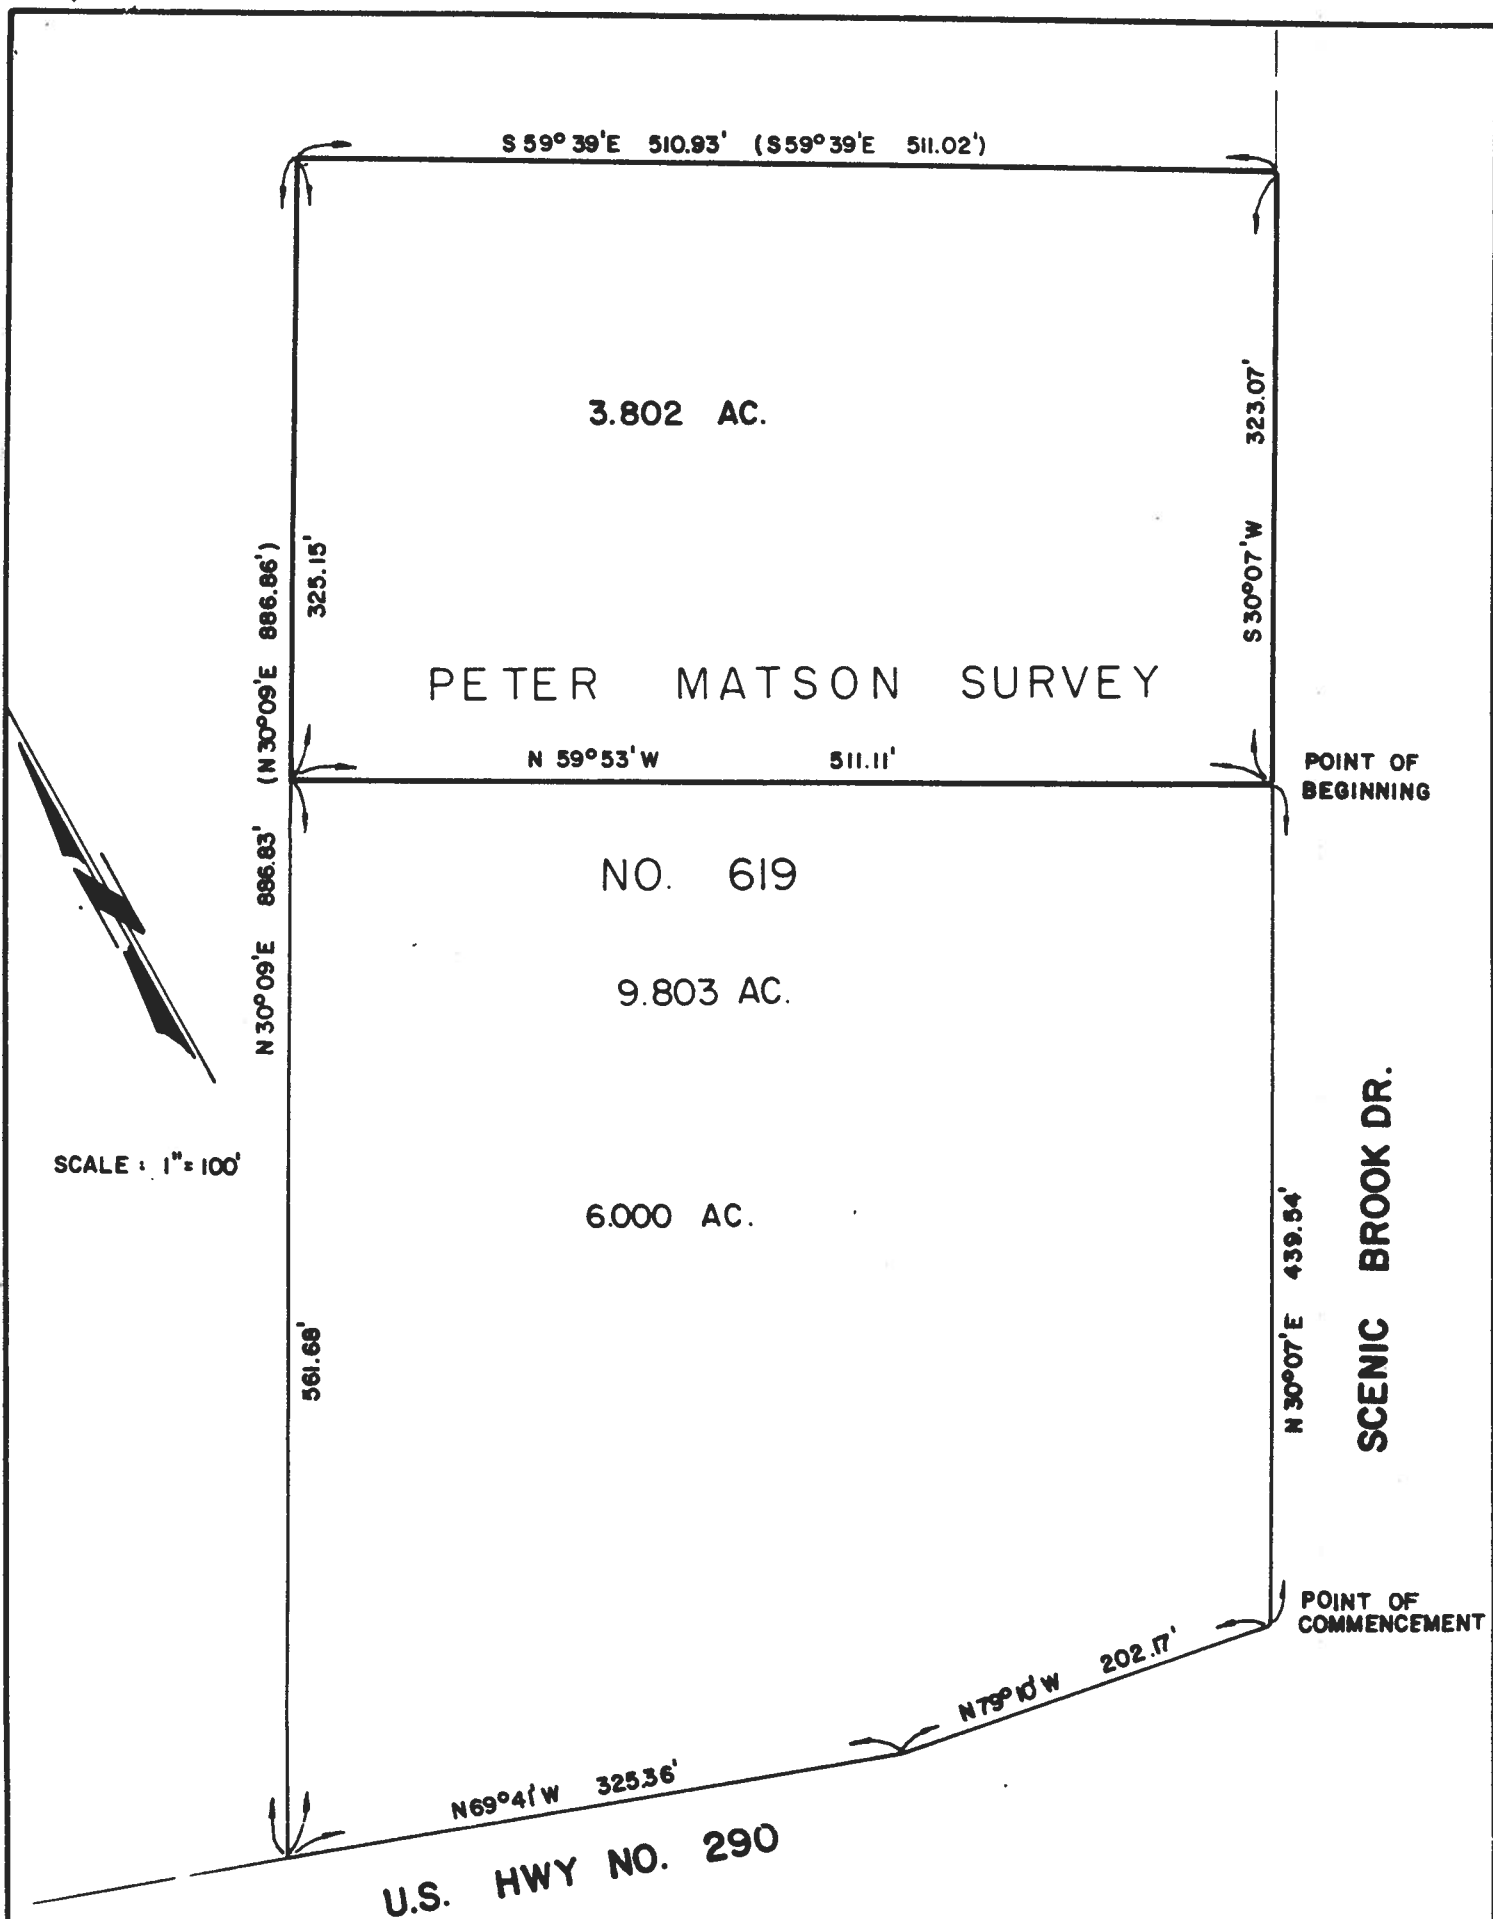 S 59° 39' E 510.93' (S 59° 39' E 511.02')
3.802 AC.
S 30° 07' W 323.07'
(N 30° 09' E 886.86')
325.15'
PETER MATSON SURVEY
N 59° 53' W 511.11'
POINT OF
BEGINNING
N 30° 09' E 886.83'
NO. 619
9.803 AC.
SCALE : 1" = 100'
6.000 AC.
N 30° 07' E 439.54'
SCENIC BROOK DR.
561.68'
POINT OF
COMMENCEMENT
N 79° 10' W 202.17'
N 69° 41' W 325.36'
U.S. HWY NO. 290